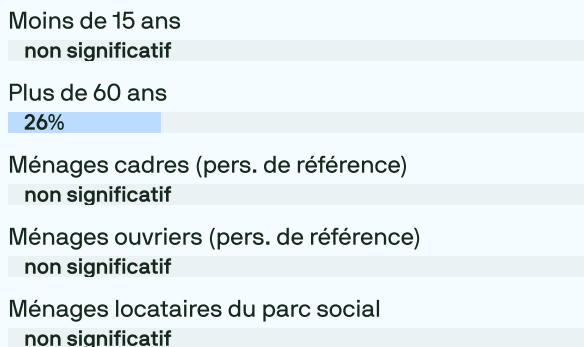 Moins de 15 ans
non significatif
Plus de 60 ans
26%
Ménages cadres (pers. de référence)
non significatif
Ménages ouvriers (pers. de référence)
non significatif
Ménages locataires du parc social
non significatif